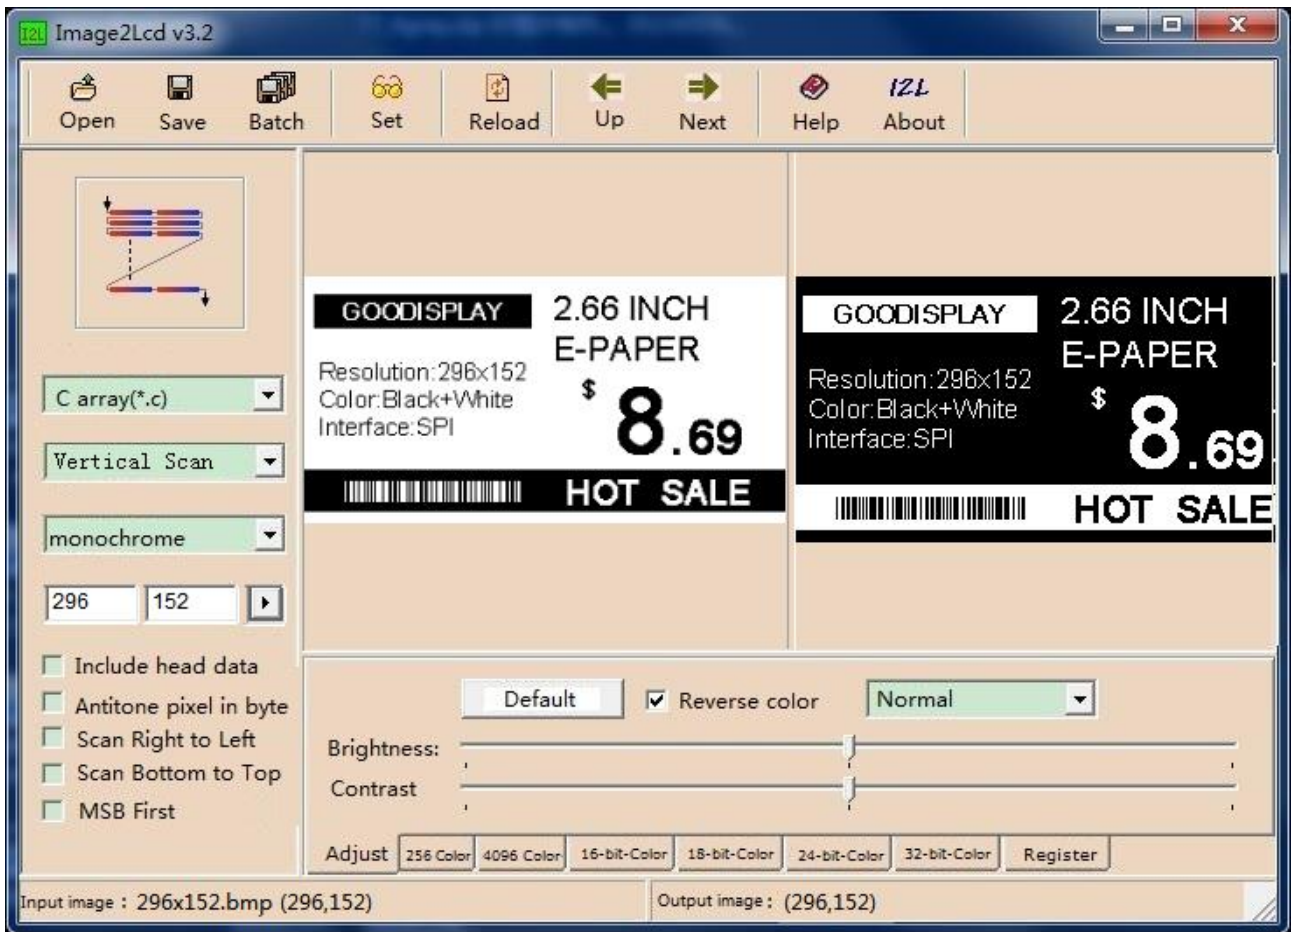 I2L Image2Lcd v3.2
Open Save Batch Set Reload Up Next Help I2L About
C array(*.c)
Vertical Scan
monochrome
296 152
Include head data
Antitone pixel in byte
Scan Right to Left
Scan Bottom to Top
MSB First
GOODISPLAY 2.66 INCH
E-PAPER
Resolution:296x152
Color:Black+White
Interface:SPI
$ 8.69
HOT SALE
GOODISPLAY 2.66 INCH
E-PAPER
Resolution:296x152
Color:Black+White
Interface:SPI
$ 8.69
HOT SALE
Default Reverse color Normal
Brightness:
Contrast
Adjust 256 Color 4096 Color 16-bit-Color 18-bit-Color 24-bit-Color 32-bit-Color Register
Input image : 296x152.bmp (296,152) Output image : (296,152)